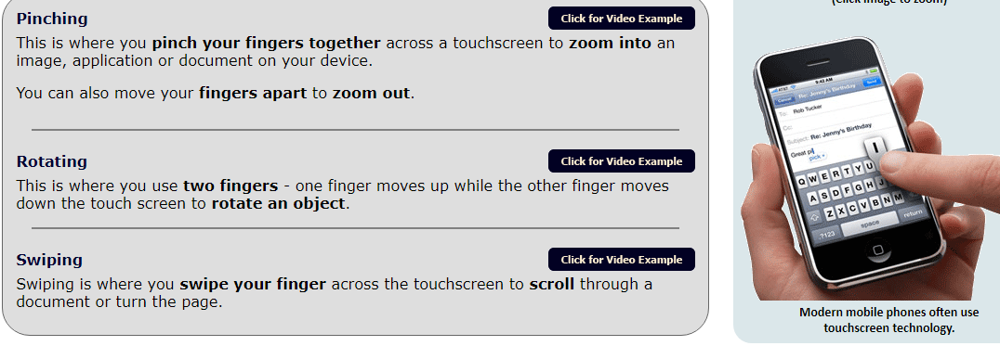 Pinching
Click for Video Example
This is where you pinch your fingers together across a touchscreen to zoom into an
image, application or document on your device.
You can also move your fingers apart to zoom out.
Rotating
Click for Video Example
This is where you use two fingers - one finger moves up while the other finger moves
down the touch screen to rotate an object.
Swiping
Click for Video Example
Swiping is where you swipe your finger across the touchscreen to scroll through a
document or turn the page.
(Click image to zoom)
AT&T 9:42 AM
Cancel Re: Jenny's Birthday Send
To: Rob Tucker
Cc:
Subject: Re: Jenny's Birthday
Great pi
pick ×
I
Q W E R T Y U
A S D F G H J
Z X C V B N M
.?123 space return
Modern mobile phones often use
touchscreen technology.